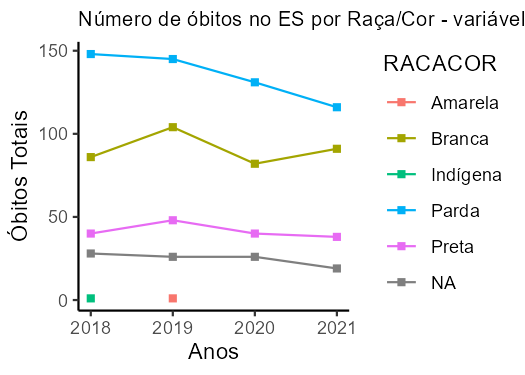 Número de óbitos no ES por Raça/Cor - variável
Óbitos Totais
150
100
50
0
2018 2019 2020 2021
Anos
RACACOR
Amarela
Branca
Indígena
Parda
Preta
NA